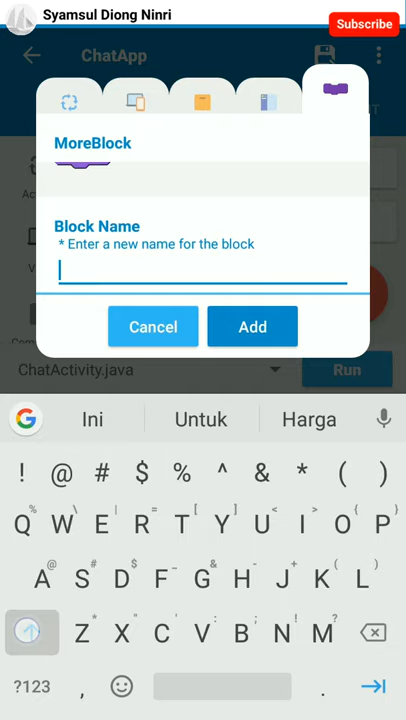 Syamsul Diong Ninri
Subscribe
ChatApp
MoreBlock
Block Name
* Enter a new name for the block
Cancel Add
ChatActivity.java Run
Ini Untuk Harga
! @ # $ % ^ & * ( )
% | = [ ] < > { }
Q W E R T Y U I O P
@ # $ _ & - + ( )
A S D F G H J K L
* " ' : ; ! ?
Z X C V B N M
?123 , .